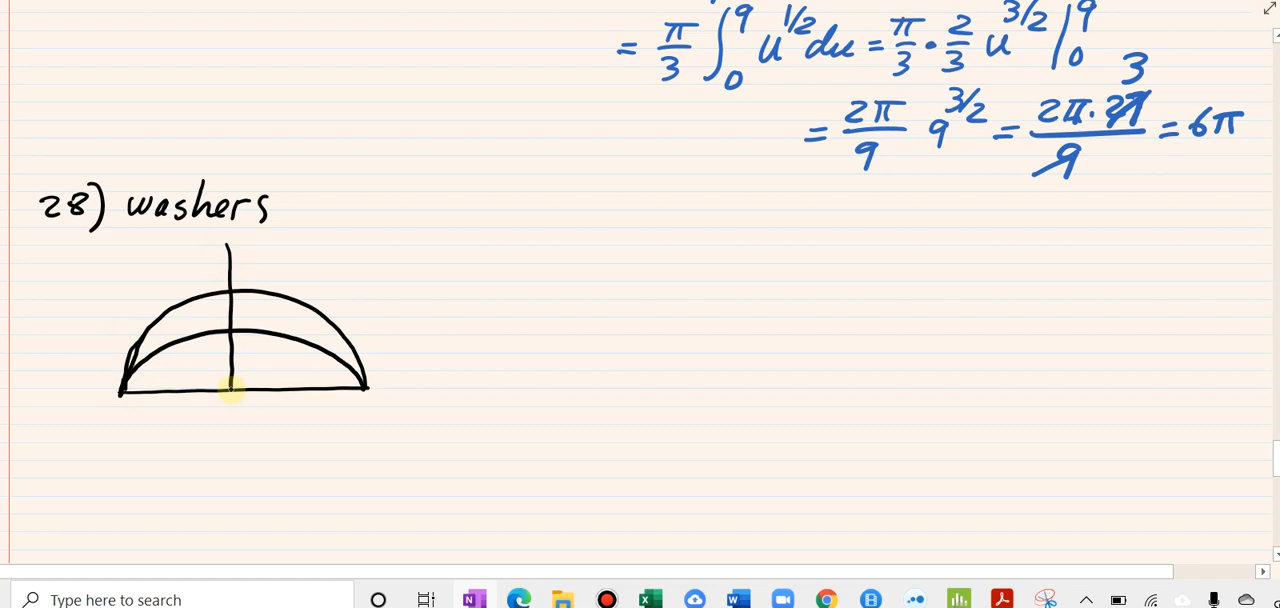 = π/3 ∫₀⁹ u^1/2 du = π/3 · 2/3 u^3/2 |₀⁹
= 2π/9 9^3/2 = 2π·27/9 3 = 6π
28) washers
Type here to search